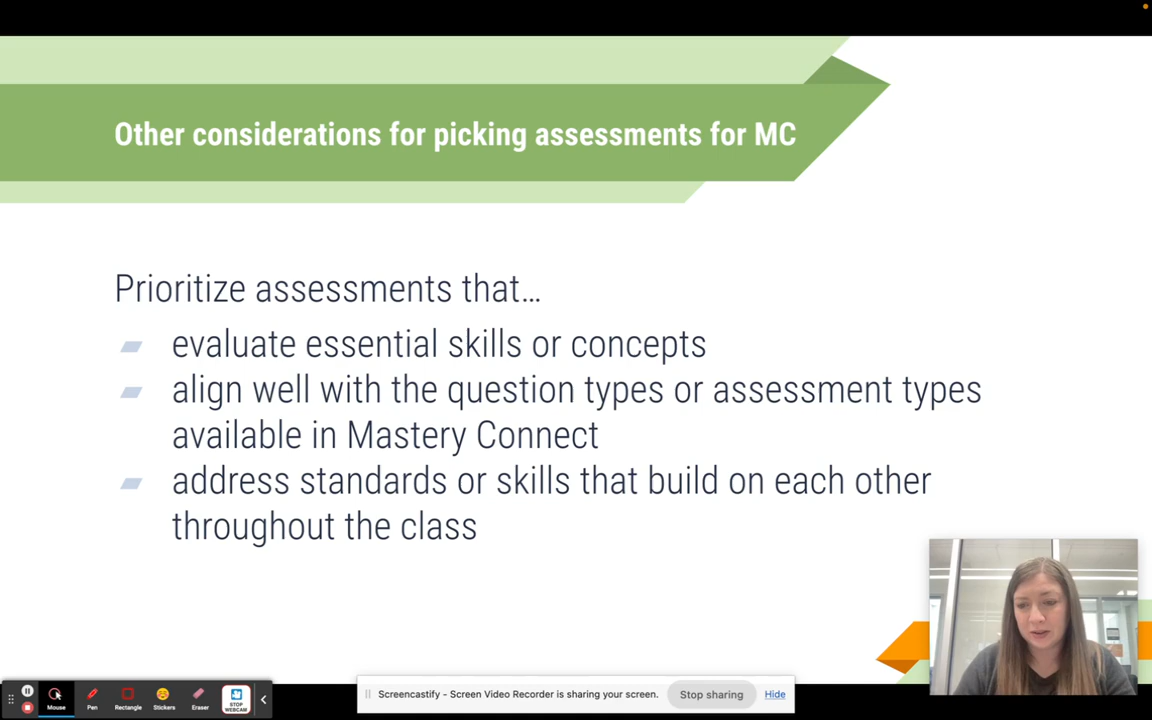 Other considerations for picking assessments for MC
Prioritize assessments that…
evaluate essential skills or concepts
align well with the question types or assessment types
available in Mastery Connect
address standards or skills that build on each other
throughout the class
Mouse
Pen
Rectangle
Stickers
Eraser
STOP
WEBCAM
Screencastify - Screen Video Recorder is sharing your screen.
Stop sharing
Hide